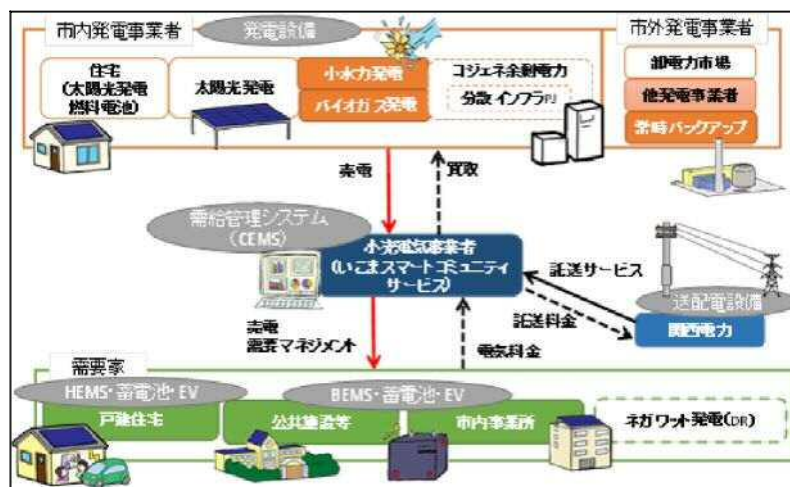 市内発電事業者
発電設備
市外発電事業者
住宅
(太陽光発電
燃料電池)
太陽光発電
小水力発電
バイオガス発電
コジェネ余剰電力
分散インフラPJ
卸電力市場
他発電事業者
常時バックアップ
売電
買取
需給管理システム
(CEMS)
小売電気事業者
(いこまスマートコミュニティ
サービス)
託送サービス
託送料金
送配電設備
関西電力
売電
需要マネジメント
電気料金
需要家
HEMS・蓄電池・EV
戸建住宅
BEMS・蓄電池・EV
公共施設等
市内事業所
ネガワット発電(DR)